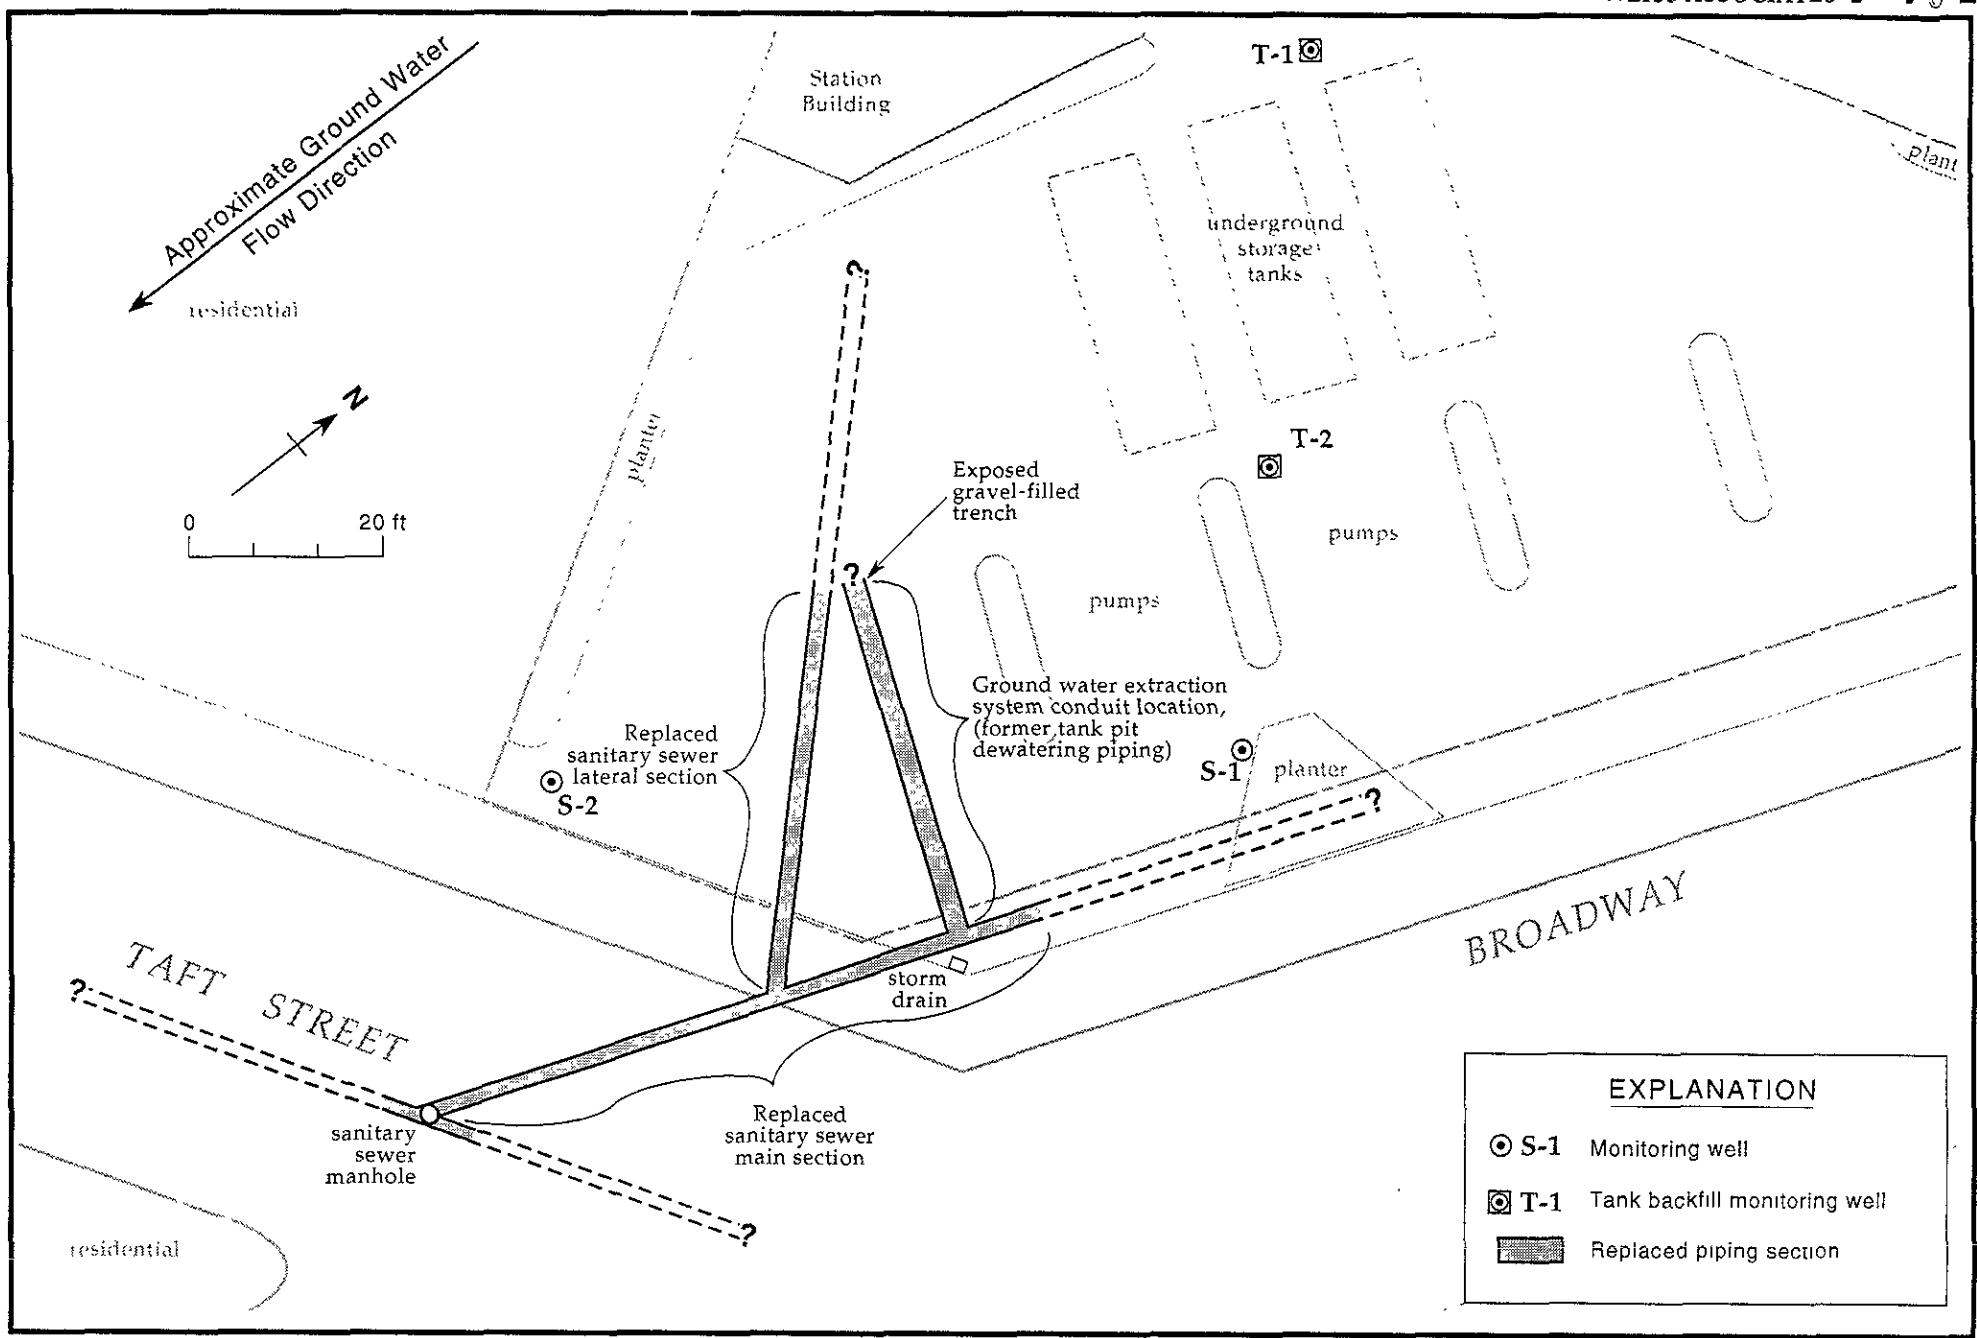 T-1
Station
Building
Approximate Ground Water
Flow Direction
residential
underground
storage
tanks
Plant
N
0 20 ft
planter
T-2
Exposed
gravel-filled
trench
?
?
pumps
pumps
Ground water extraction
system conduit location,
(former tank pit
dewatering piping)
Replaced
sanitary sewer
lateral section
S-2
S-1
planter
?
BROADWAY
TAFT STREET
?
storm
drain
sanitary
sewer
manhole
Replaced
sanitary sewer
main section
?
residential
EXPLANATION
S-1 Monitoring well
T-1 Tank backfill monitoring well
Replaced piping section